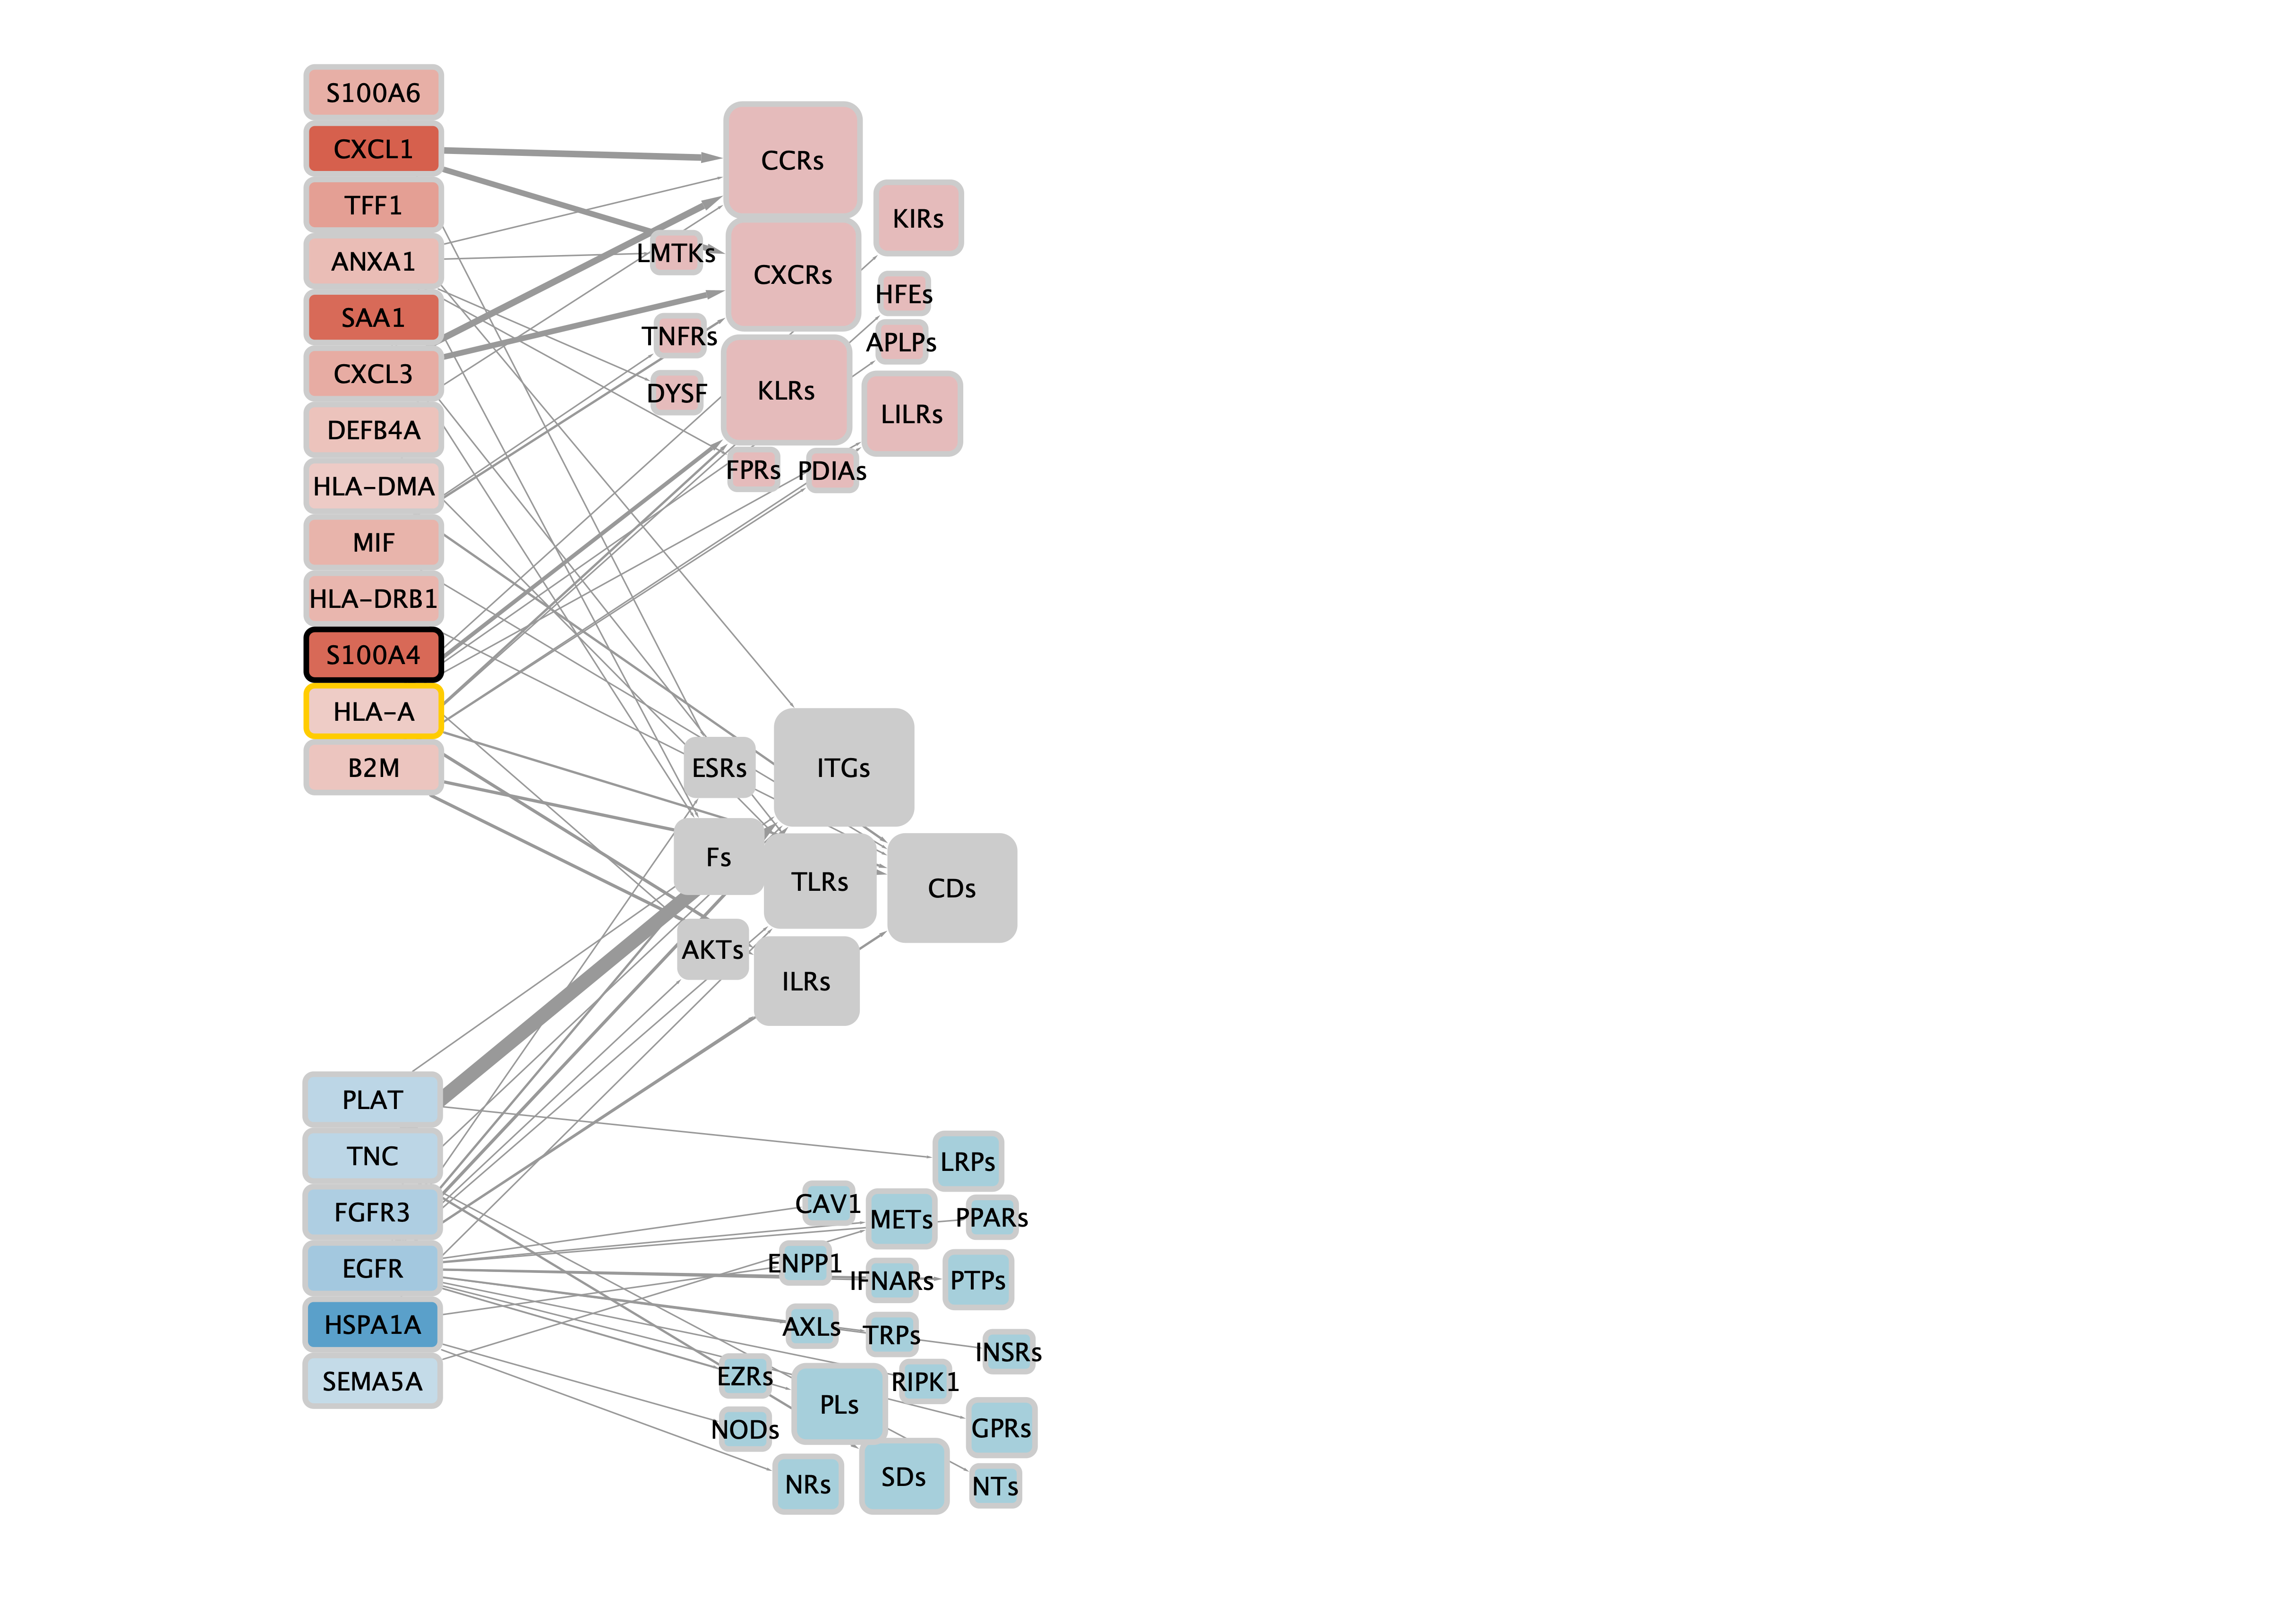 S100A6
CXCL1
TFF1
ANXA1
SAA1
CXCL3
DEFB4A
HLA-DMA
MIF
HLA-DRB1
S100A4
HLA-A
B2M
CCRs
KIRs
LMTKs
CXCRs
HFEs
TNFRs
APLPs
KLRs
DYSF
LILRs
FPRs
PDIAs
ESRs
ITGs
Fs
TLRs
CDs
AKTs
ILRs
PLAT
TNC
FGFR3
EGFR
HSPA1A
SEMA5A
LRPs
CAV1
METs
PPARs
ENPP1
IFNARs
PTPs
AXLs
TRPs
INSRs
EZRs
RIPK1
PLs
NODs
GPRs
NRs
SDs
NTs